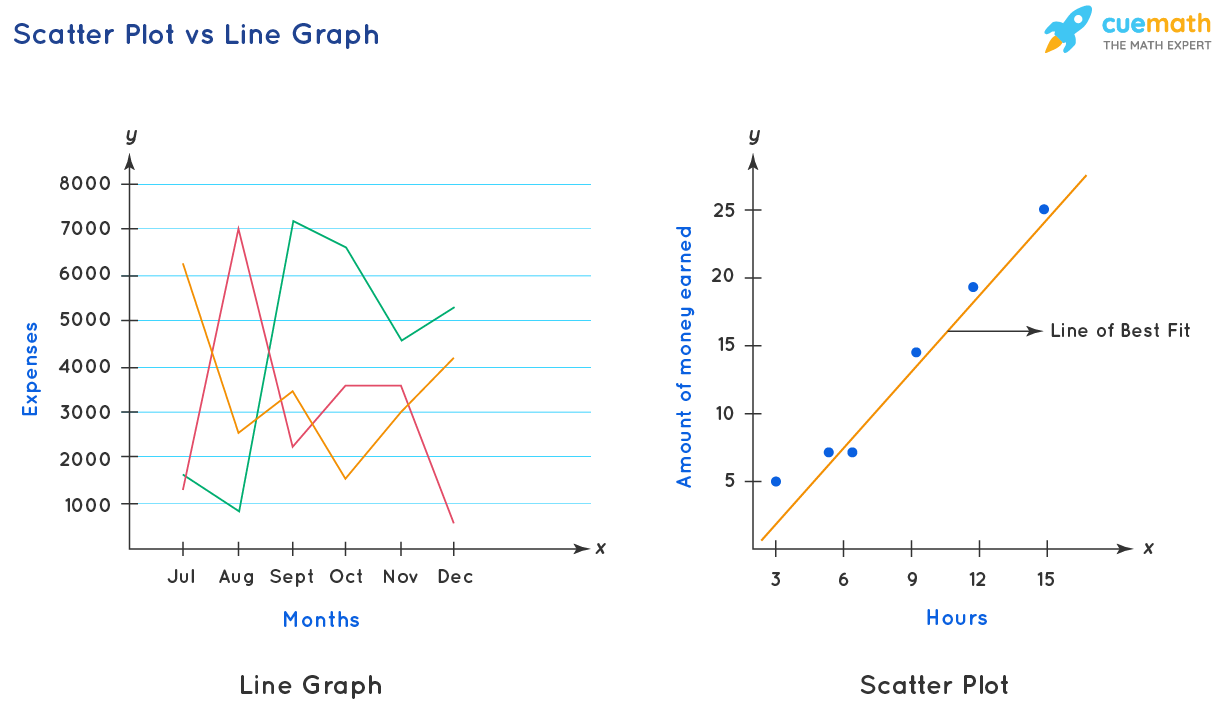 Scatter Plot vs Line Graph
cuemath
THE MATH EXPERT
y
8000
7000
6000
5000
4000
3000
2000
1000
Expenses
x
Jul Aug Sept Oct Nov Dec
Months
Line Graph
y
25
20
15
10
5
Amount of money earned
Line of Best Fit
x
3 6 9 12 15
Hours
Scatter Plot